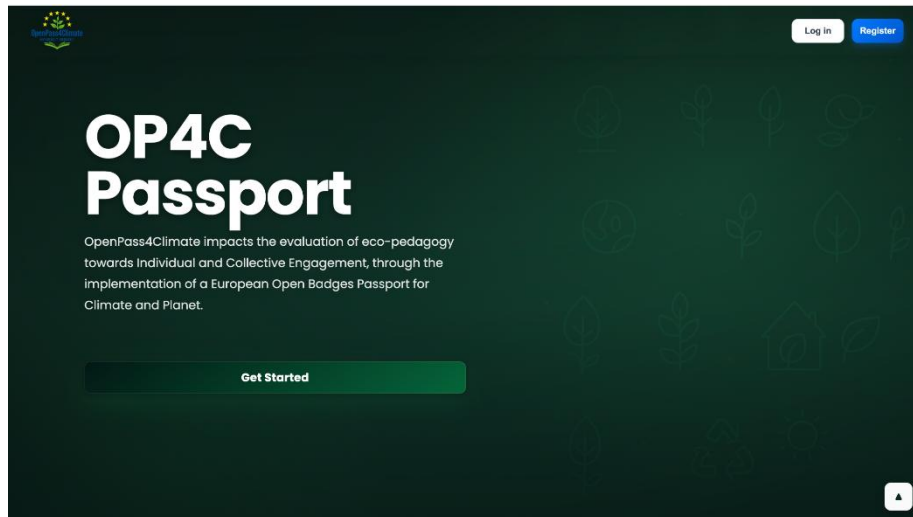 OpenPass4Climate
Log in
Register
OP4C
Passport
OpenPass4Climate impacts the evaluation of eco-pedagogy
towards Individual and Collective Engagement, through the
implementation of a European Open Badges Passport for
Climate and Planet.
Get Started